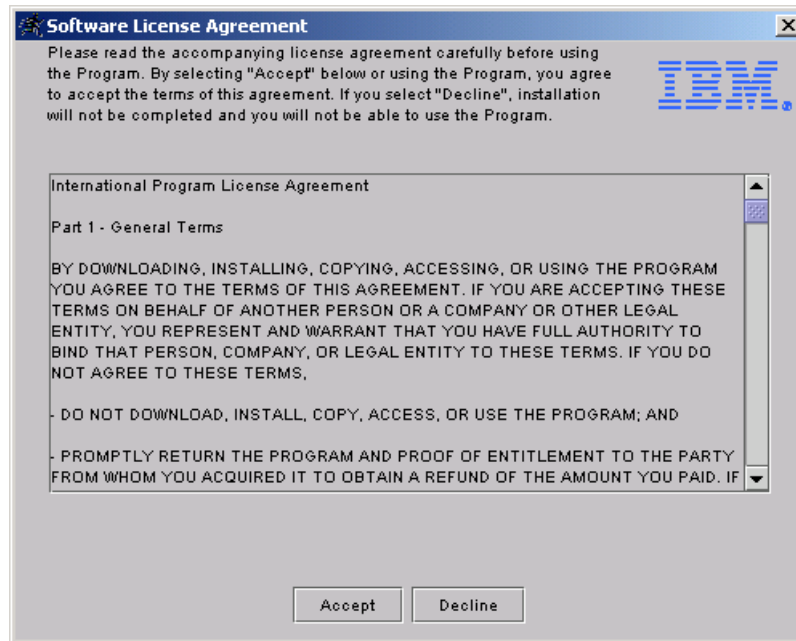 Software License Agreement
Please read the accompanying license agreement carefully before using
the Program. By selecting "Accept" below or using the Program, you agree
to accept the terms of this agreement. If you select "Decline", installation
will not be completed and you will not be able to use the Program.
IBM.
International Program License Agreement
Part 1 - General Terms
BY DOWNLOADING, INSTALLING, COPYING, ACCESSING, OR USING THE PROGRAM
YOU AGREE TO THE TERMS OF THIS AGREEMENT. IF YOU ARE ACCEPTING THESE
TERMS ON BEHALF OF ANOTHER PERSON OR A COMPANY OR OTHER LEGAL
ENTITY, YOU REPRESENT AND WARRANT THAT YOU HAVE FULL AUTHORITY TO
BIND THAT PERSON, COMPANY, OR LEGAL ENTITY TO THESE TERMS. IF YOU DO
NOT AGREE TO THESE TERMS,
- DO NOT DOWNLOAD, INSTALL, COPY, ACCESS, OR USE THE PROGRAM; AND
- PROMPTLY RETURN THE PROGRAM AND PROOF OF ENTITLEMENT TO THE PARTY
FROM WHOM YOU ACQUIRED IT TO OBTAIN A REFUND OF THE AMOUNT YOU PAID. IF
Accept
Decline